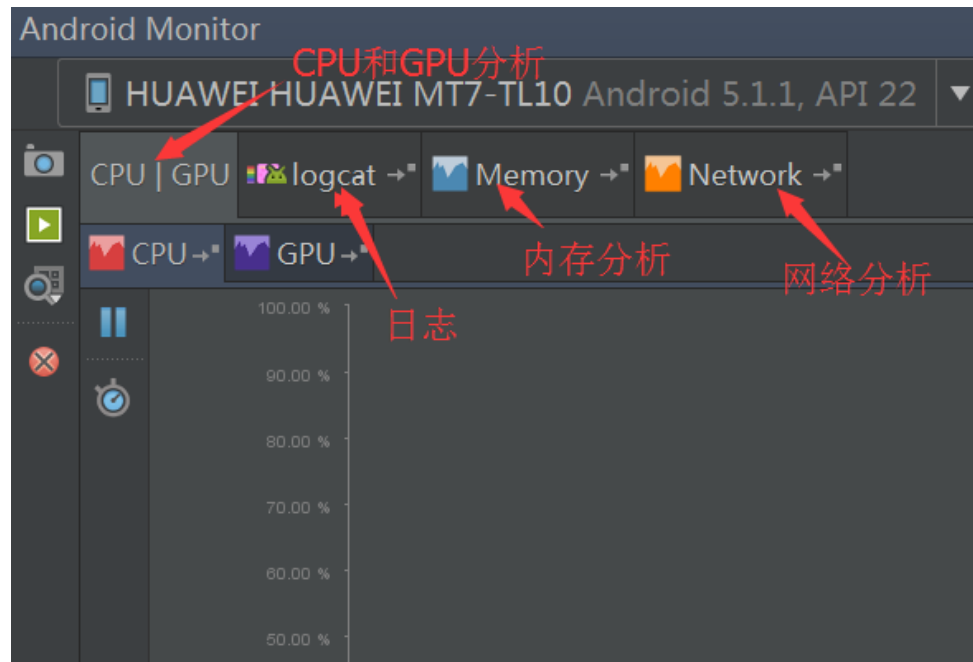 Android Monitor
CPU和GPU分析
HUAWEI HUAWEI MT7-TL10 Android 5.1.1, API 22
CPU | GPU logcat Memory Network
CPU GPU
内存分析
网络分析
日志
100.00 %
90.00 %
80.00 %
70.00 %
60.00 %
50.00 %